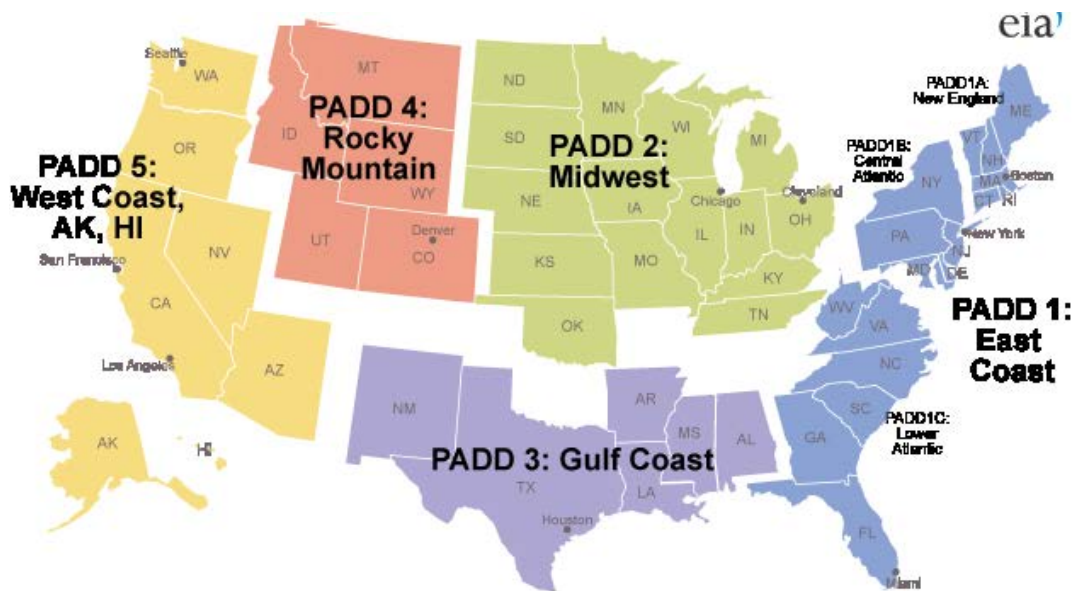 eia
Seattle
WA
MT
ND
MN
PADD1A:
New England
ME
PADD 4:
Rocky
Mountain
ID
OR
SD
WI
MI
VT
NH
PADD1B:
Central
Atlantic
NY
MA
Boston
CT
RI
PADD 5:
West Coast,
AK, HI
PADD 2:
Midwest
WY
NE
IA
Chicago
Cleveland
PA
New York
NJ
NV
UT
Denver
CO
IL
IN
OH
MD
DE
San Francisco
KS
MO
KY
WV
VA
PADD 1:
East
Coast
CA
OK
TN
NC
Los Angeles
AZ
NM
AR
SC
PADD1C:
Lower
Atlantic
AK
HI
MS
AL
GA
PADD 3: Gulf Coast
TX
LA
Houston
FL
Miami